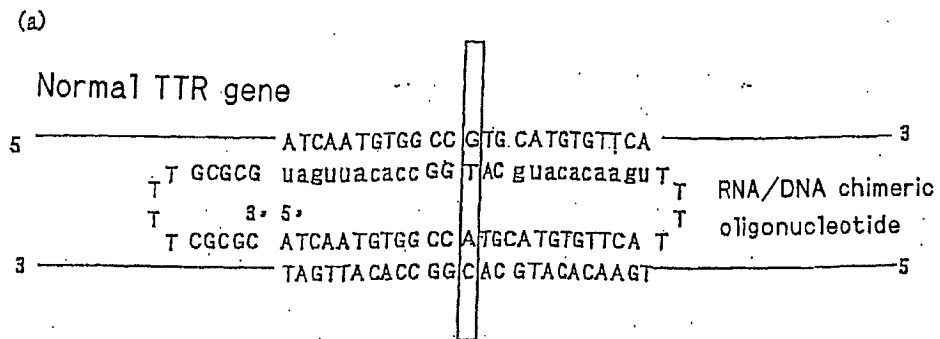 (a)
Normal TTR gene
5 ATCAATGTGG CC G TG CATGTGTTCA 3
T GCGCG uaguuacacc GG T AC guacacaagu T
T T RNA/DNA chimeric
T 3' 5' T oligonucleotide
T CGCGC ATCAATGTGG CC A TGCATGTGTTCA T
3 TAGTTACACC GG C AC GTACACAAGT 5